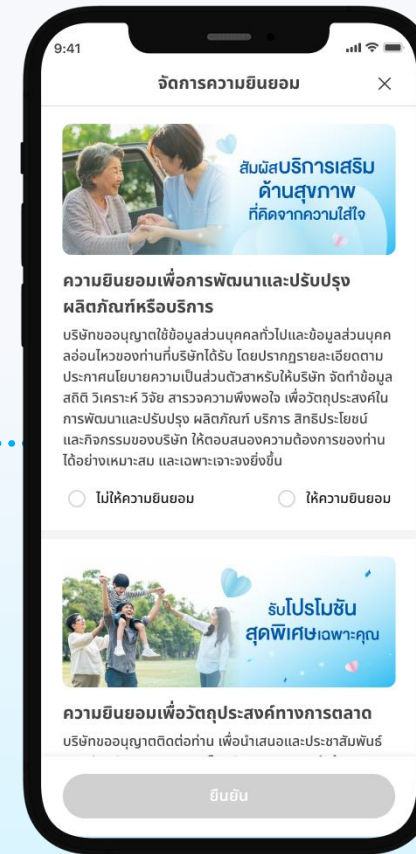 9:41
จัดการความยินยอม
สัมผัสบริการเสริม
ด้านสุขภาพ
ที่คิดจากความใส่ใจ
ความยินยอมเพื่อการพัฒนาและปรับปรุง
ผลิตภัณฑ์หรือบริการ
บริษัทขออนุญาตใช้ข้อมูลส่วนบุคคลทั่วไปและข้อมูลส่วนบุคค
ลอ่อนไหวของท่านที่บริษัทได้รับ โดยปรากฏรายละเอียดตาม
ประกาศนโยบายความเป็นส่วนตัวสาหรับให้บริษัท จัดทำข้อมูล
สถิติ วิเคราะห์ วิจัย สารวจความพึงพอใจ เพื่อวัตถุประสงค์ใน
การพัฒนาและปรับปรุง ผลิตภัณฑ์ บริการ สิทธิประโยชน์
และกิจกรรมของบริษัท ให้ตอบสนองความต้องการของท่าน
ได้อย่างเหมาะสม และเฉพาะเจาะจงยิ่งขึ้น
ไม่ให้ความยินยอม
ให้ความยินยอม
รับโปรโมชัน
สุดพิเศษเฉพาะคุณ
ความยินยอมเพื่อวัตถุประสงค์ทางการตลาด
บริษัทขออนุญาตติดต่อท่าน เพื่อนำเสนอและประชาสัมพันธ์
ยืนยัน